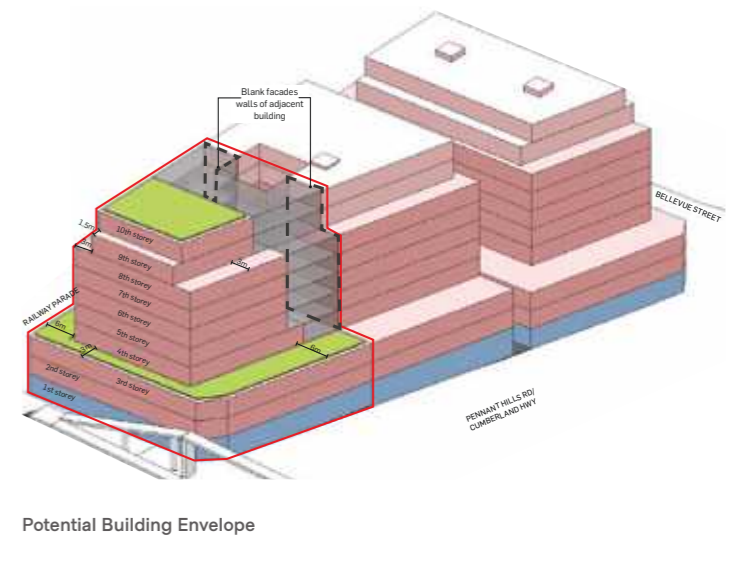 Blank facades
walls of adjacent
building
BELLEVUE STREET
1.5m
10th storey
3m
9th storey
8th storey
7th storey
RAILWAY PARADE
6th storey
6m
5th storey
4th storey
6m
2nd storey
3rd storey
1st storey
PENNANT HILLS RD/
CUMBERLAND HWY
Potential Building Envelope